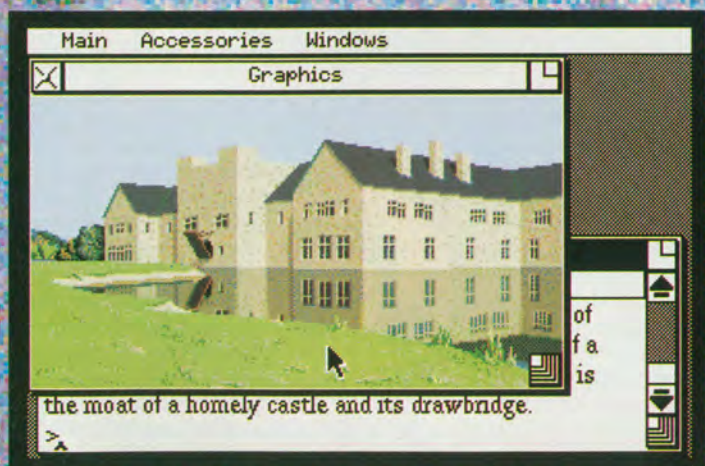 Main Accessories Windows
Graphics
of
f a
is
the moat of a homely castle and its drawbridge.
>